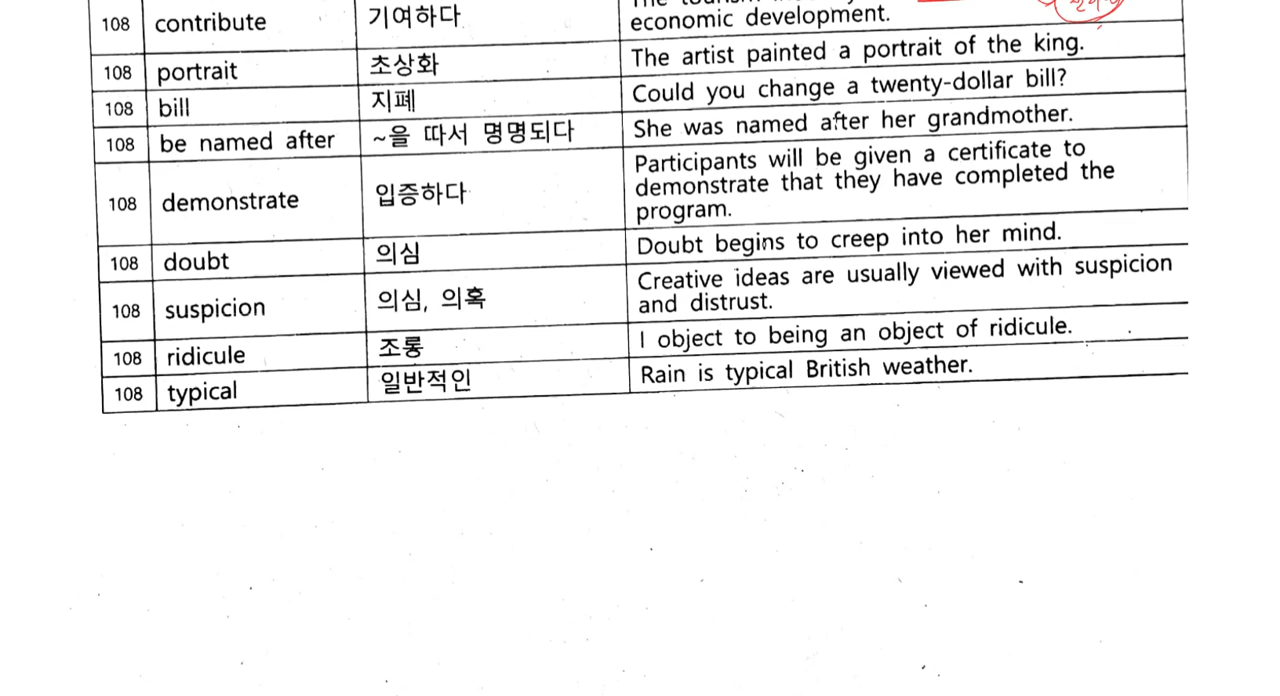 108 contribute 기여하다
economic development.
108 portrait 초상화 The artist painted a portrait of the king.
108 bill 지폐 Could you change a twenty-dollar bill?
108 be named after ~을 따서 명명되다 She was named after her grandmother.
108 demonstrate 입증하다 Participants will be given a certificate to
demonstrate that they have completed the
program.
108 doubt 의심 Doubt begins to creep into her mind.
108 suspicion 의심, 의혹 Creative ideas are usually viewed with suspicion
and distrust.
108 ridicule 조롱 I object to being an object of ridicule.
108 typical 일반적인 Rain is typical British weather.